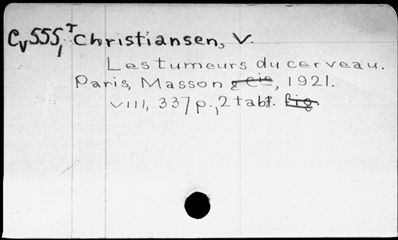 Cv555, T Christiansen, V.
Les tumeurs du cerveau.
Paris, Masson & cie, 1921.
VIII, 337 p., 2 tabl. fig.